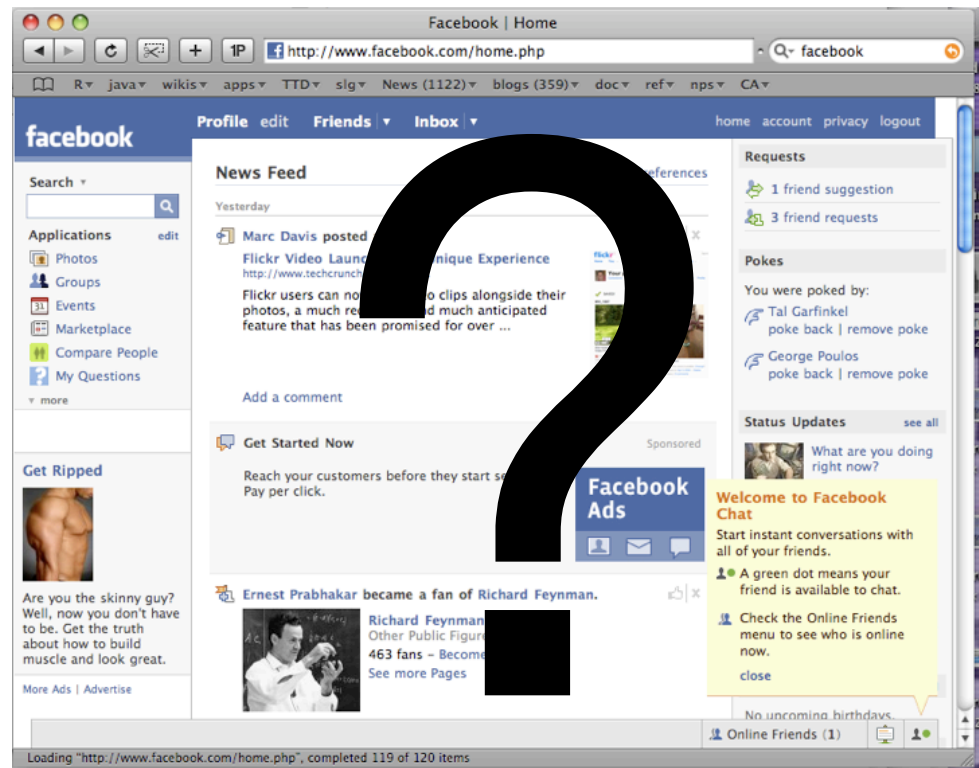 Facebook | Home
1P
http://www.facebook.com/home.php
facebook
R java wikis apps TTD slg News (1122) blogs (359) doc ref nps CA
facebook
Profile edit Friends Inbox
home account privacy logout
Search
Applications edit
Photos
Groups
31 Events
Marketplace
Compare People
? My Questions
more
Get Ripped
Are you the skinny guy?
Well, now you don't have
to be. Get the truth
about how to build
muscle and look great.
More Ads | Advertise
News Feed
Yesterday
Marc Davis posted
Flickr Video Experience
http://www.techcrunch
Flickr users can clips alongside their
photos, a much much anticipated
feature that has been promised for over ...
Add a comment
Get Started Now
Sponsored
Reach your customers before they start
Pay per click.
Facebook
Ads
Ernest Prabhakar became a fan of Richard Feynman.
Richard Feynman
Other Public
463 fans –
See more Pages
?
Requests
1 friend suggestion
3 friend requests
Pokes
You were poked by:
Tal Garfinkel
poke back | remove poke
George Poulos
poke back | remove poke
Status Updates see all
What are you doing
right now?
Welcome to Facebook
Chat
Start instant conversations with
all of your friends.
A green dot means your
friend is available to chat.
Check the Online Friends
menu to see who is online
now.
close
No upcoming birthdays.
Online Friends (1)
Loading "http://www.facebook.com/home.php", completed 119 of 120 items